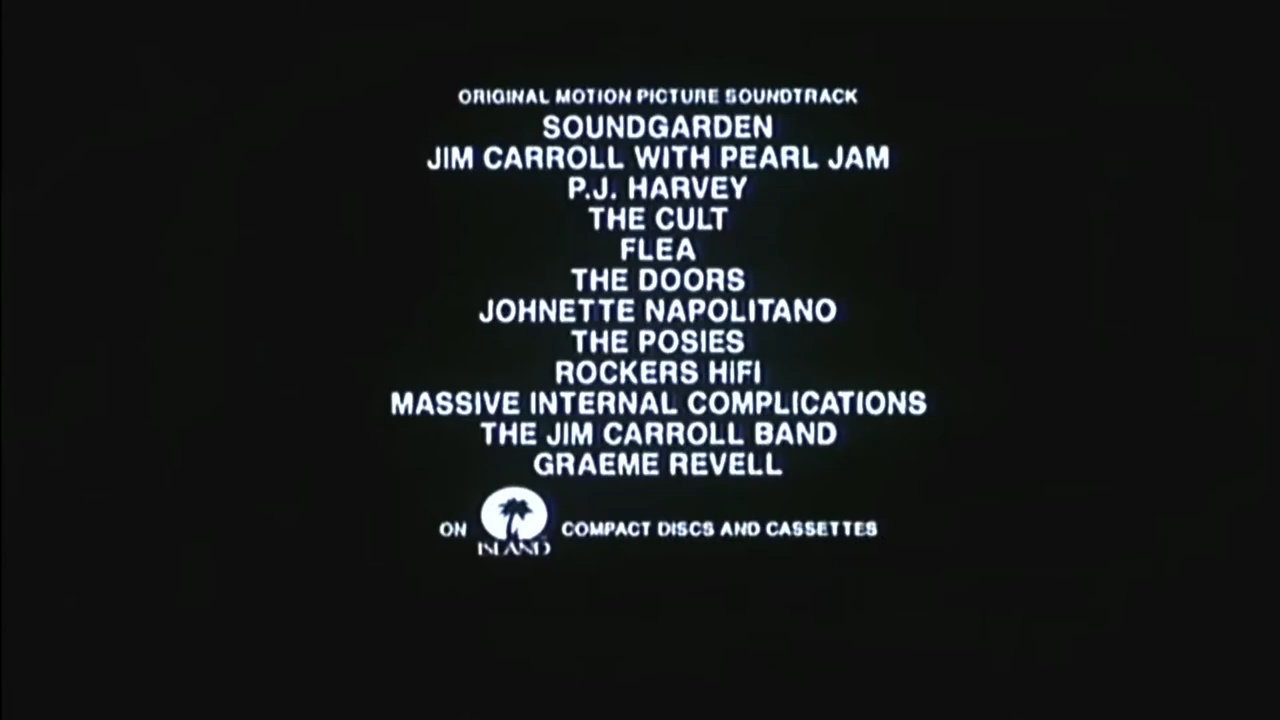 ORIGINAL MOTION PICTURE SOUNDTRACK
SOUNDGARDEN
JIM CARROLL WITH PEARL JAM
P.J. HARVEY
THE CULT
FLEA
THE DOORS
JOHNETTE NAPOLITANO
THE POSIES
ROCKERS HIFI
MASSIVE INTERNAL COMPLICATIONS
THE JIM CARROLL BAND
GRAEME REVELL
ON ISLAND COMPACT DISCS AND CASSETTES